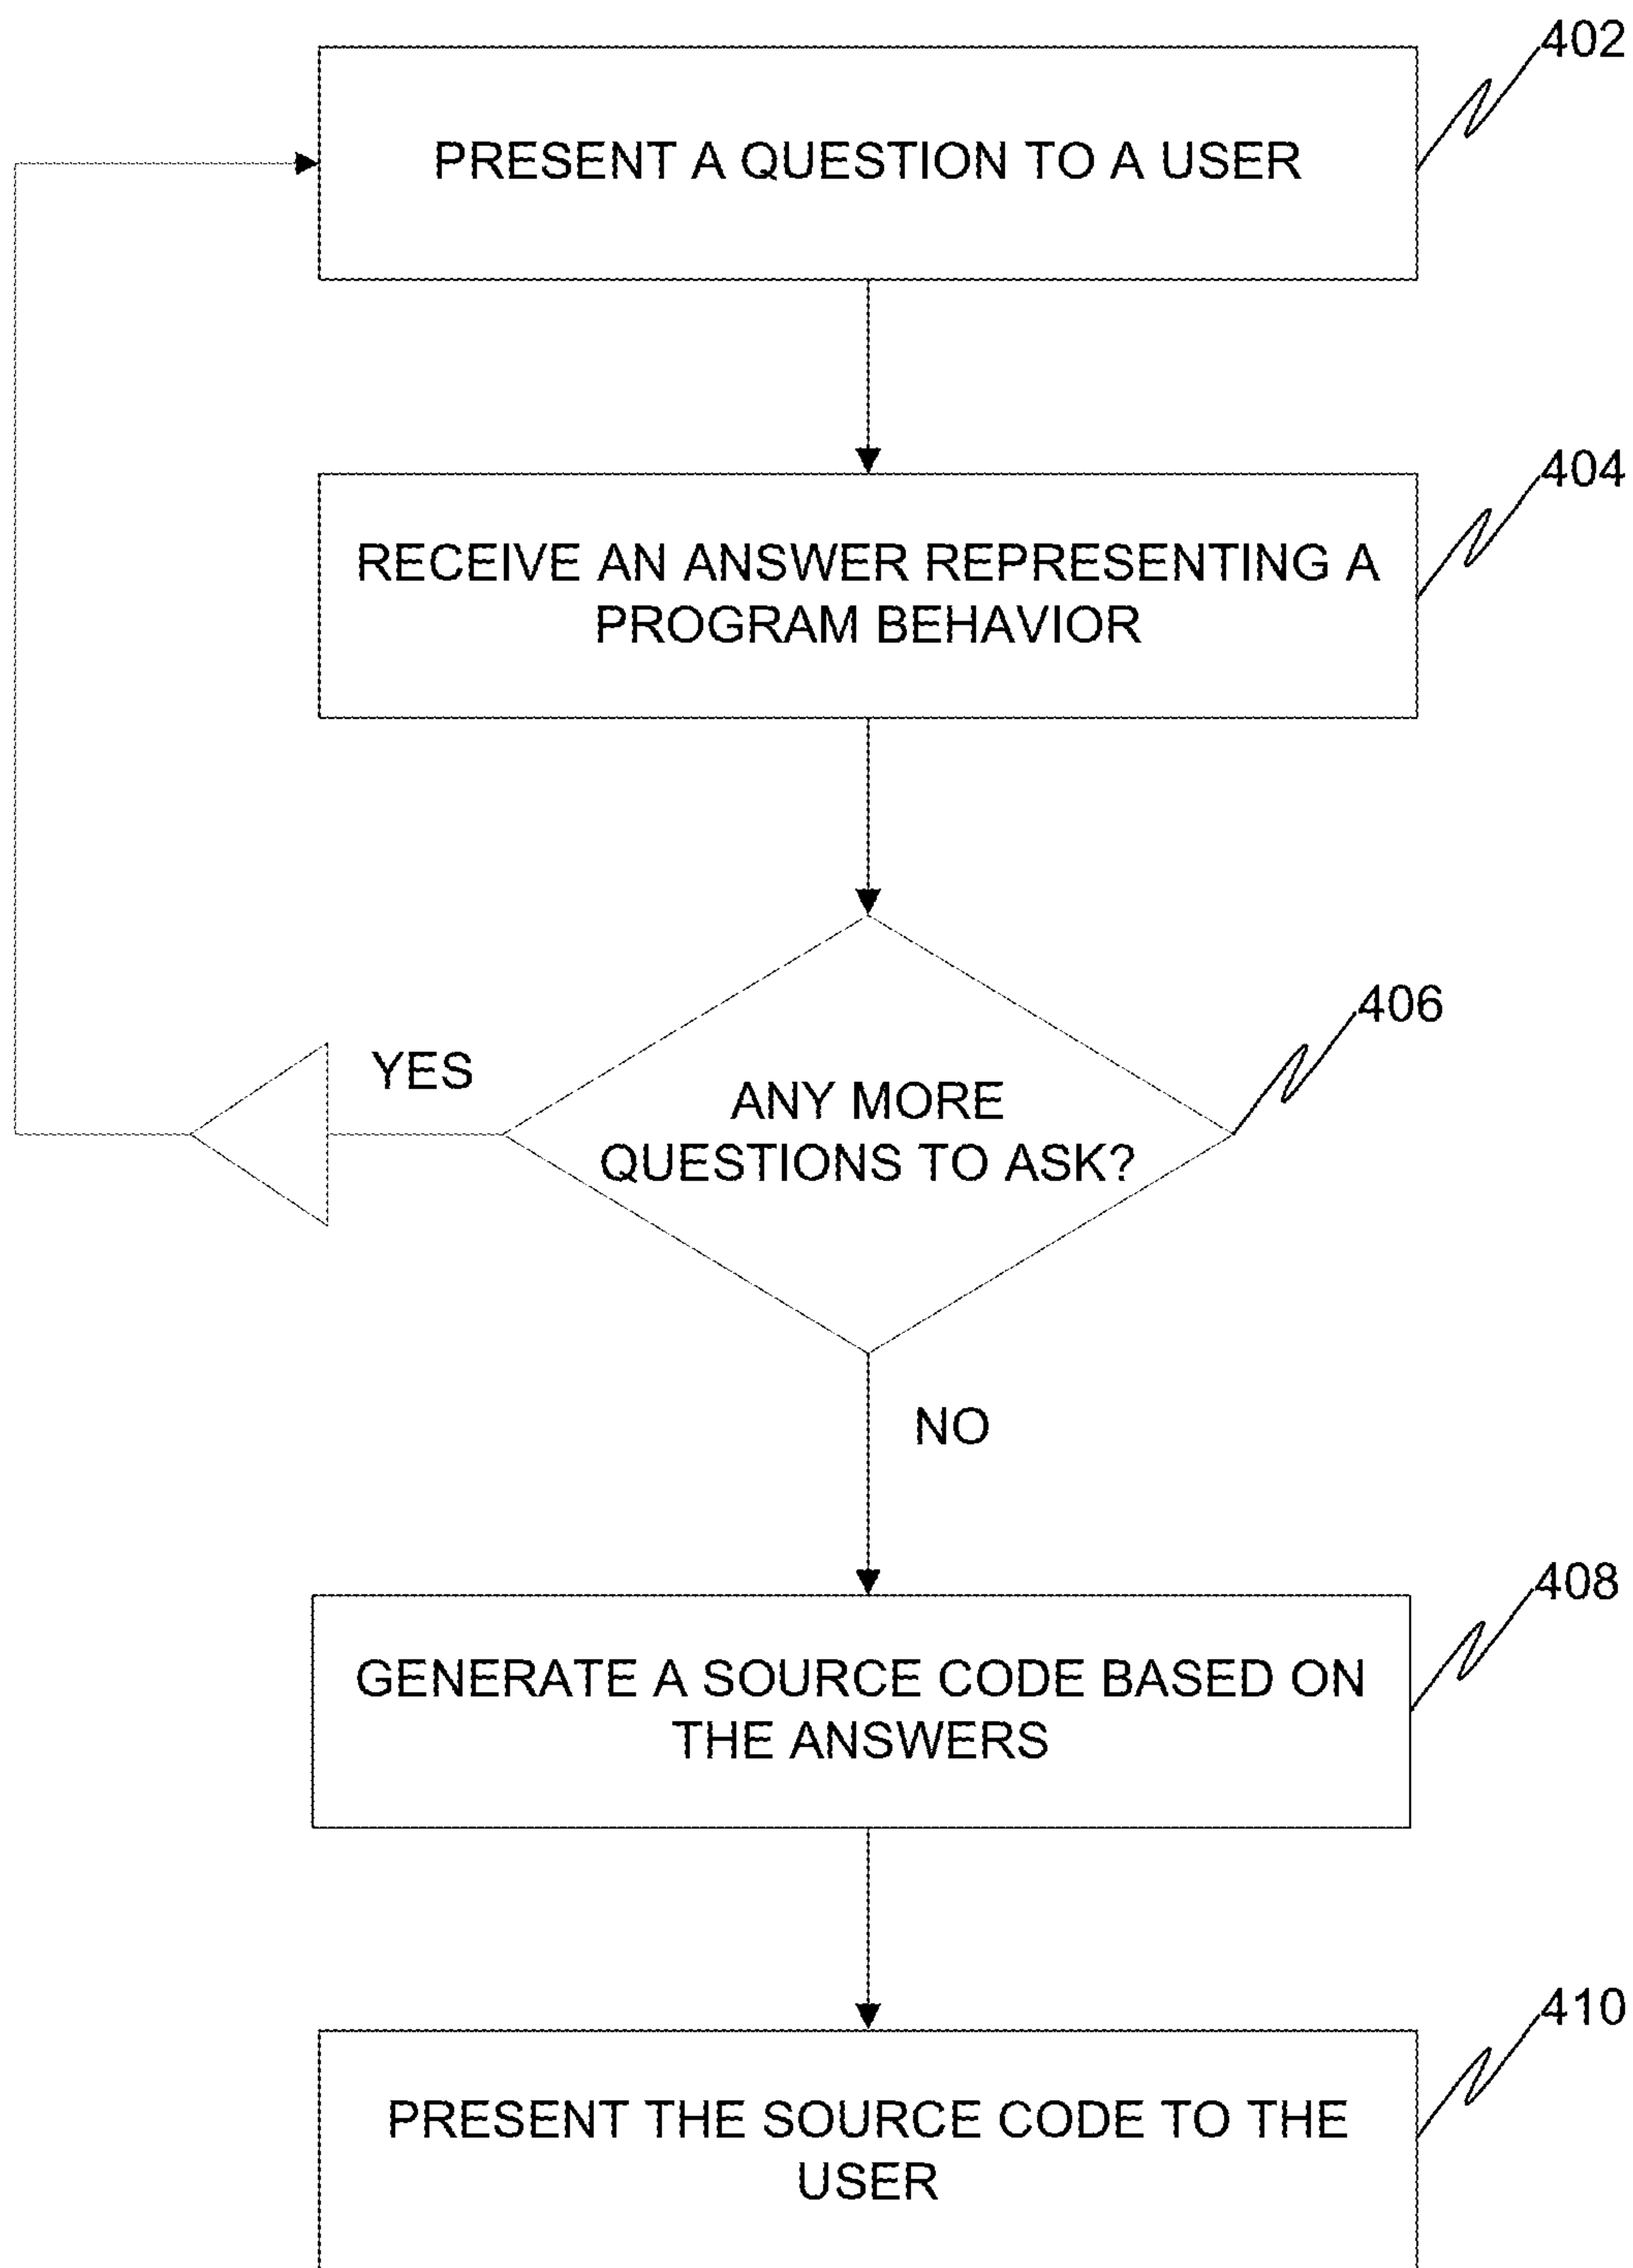 402
PRESENT A QUESTION TO A USER
404
RECEIVE AN ANSWER REPRESENTING A
PROGRAM BEHAVIOR
406
YES
ANY MORE
QUESTIONS TO ASK?
NO
408
GENERATE A SOURCE CODE BASED ON
THE ANSWERS
410
PRESENT THE SOURCE CODE TO THE
USER